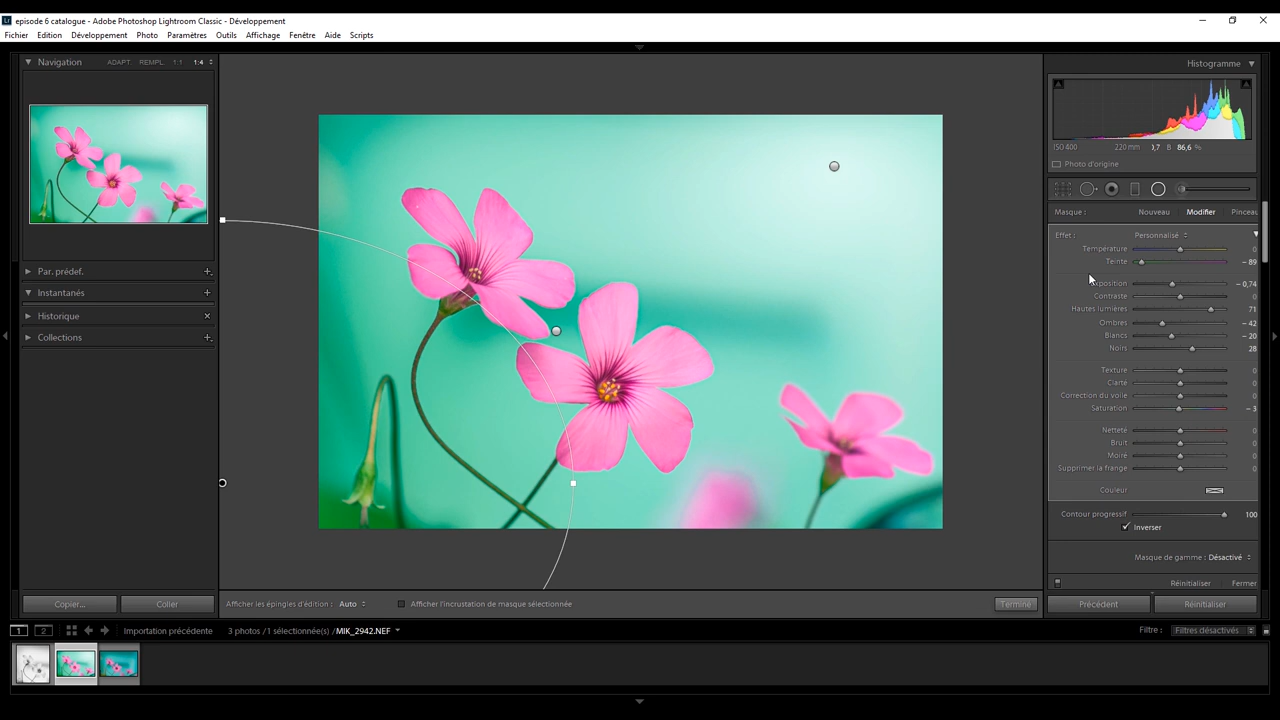 episode 6 catalogue - Adobe Photoshop Lightroom Classic - Développement
Fichier Edition Développement Photo Paramètres Outils Affichage Fenêtre Aide Scripts
Navigation ADAPT. REMPL. 1:1 1:4
Par. prédef.
Instantanés
Historique
Collections
Copier... Coller
Afficher les épingles d'édition : Auto Afficher l'incrustation de masque sélectionnée Terminé
Histogramme
ISO 400 220 mm B 86,6 %
Photo d'origine
Masque : Nouveau Modifier Pinceau
Effet : Personnalisé
Température 0
Teinte – 89
Exposition – 0,74
Contraste 0
Hautes lumières 71
Ombres – 42
Blancs – 20
Noirs 28
Texture 0
Clarté 0
Correction du voile 0
Saturation – 3
Netteté 0
Bruit 0
Moiré 0
Supprimer la frange 0
Couleur
Contour progressif 100
Inverser
Masque de gamme : Désactivé
Réinitialiser Fermer
Précédent Réinitialiser
1 2 Importation précédente 3 photos /1 sélectionnée(s) /MIK_2942.NEF Filtre : Filtres désactivés